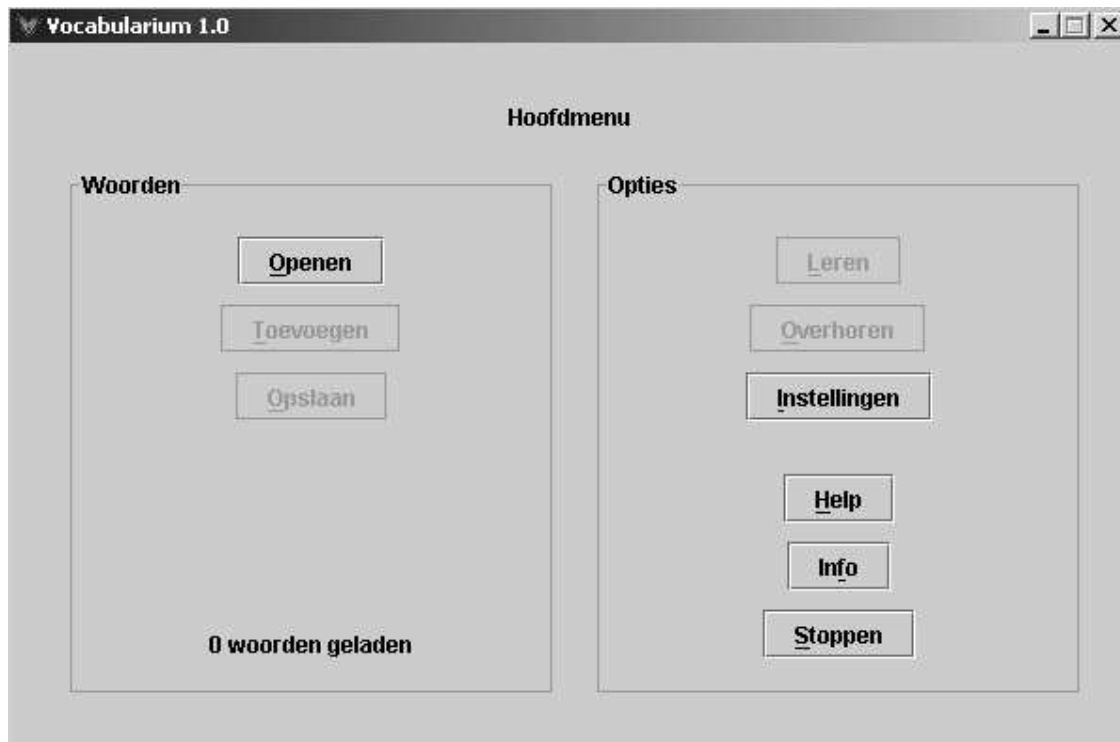 Vocabularium 1.0
Hoofdmenu
Woorden
Openen
Toevoegen
Opslaan
0 woorden geladen
Opties
Leren
Overhoren
Instellingen
Help
Info
Stoppen